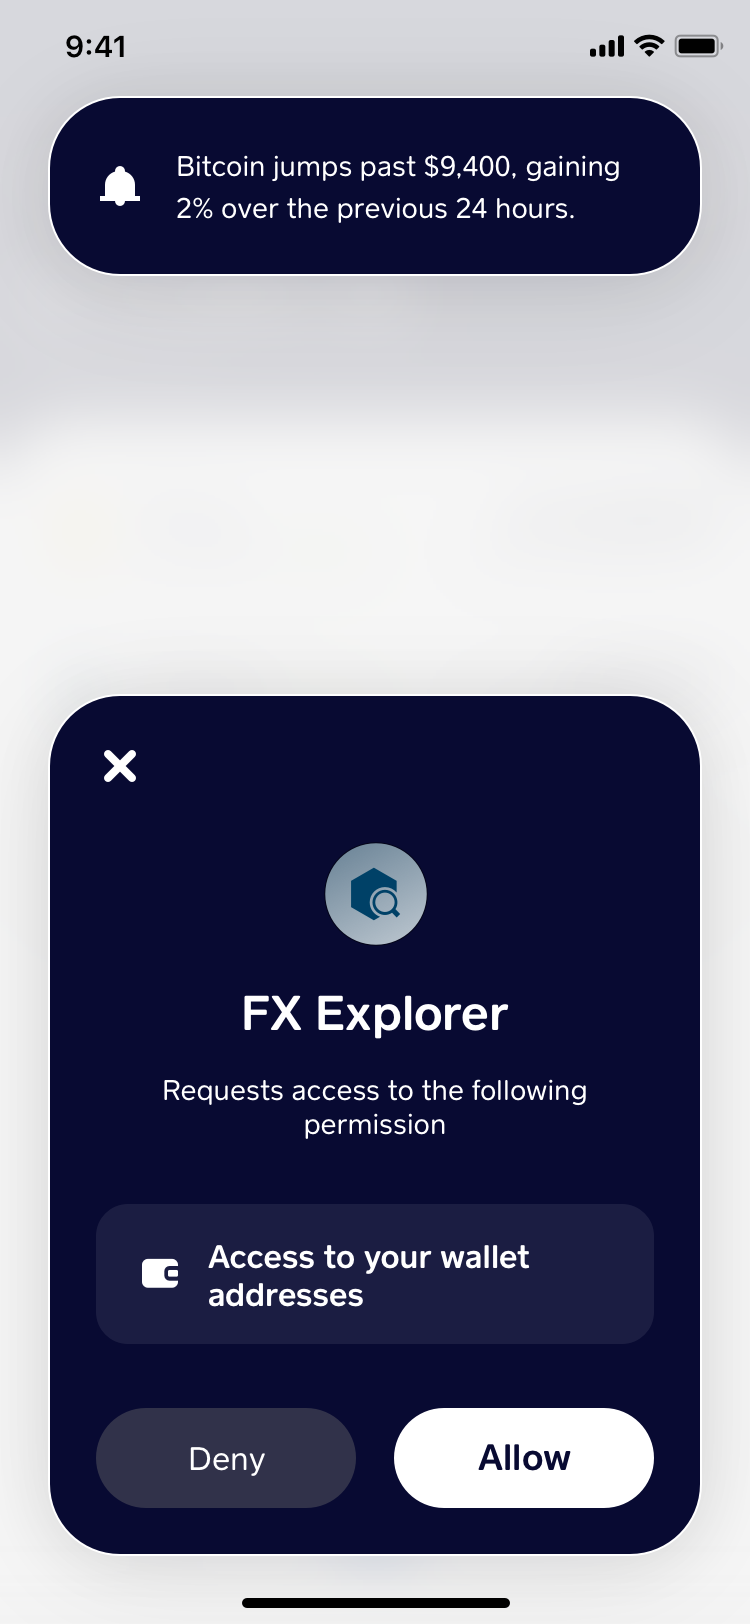 9:41
Bitcoin jumps past $9,400, gaining
2% over the previous 24 hours.
FX Explorer
Requests access to the following
permission
Access to your wallet
addresses
Deny
Allow